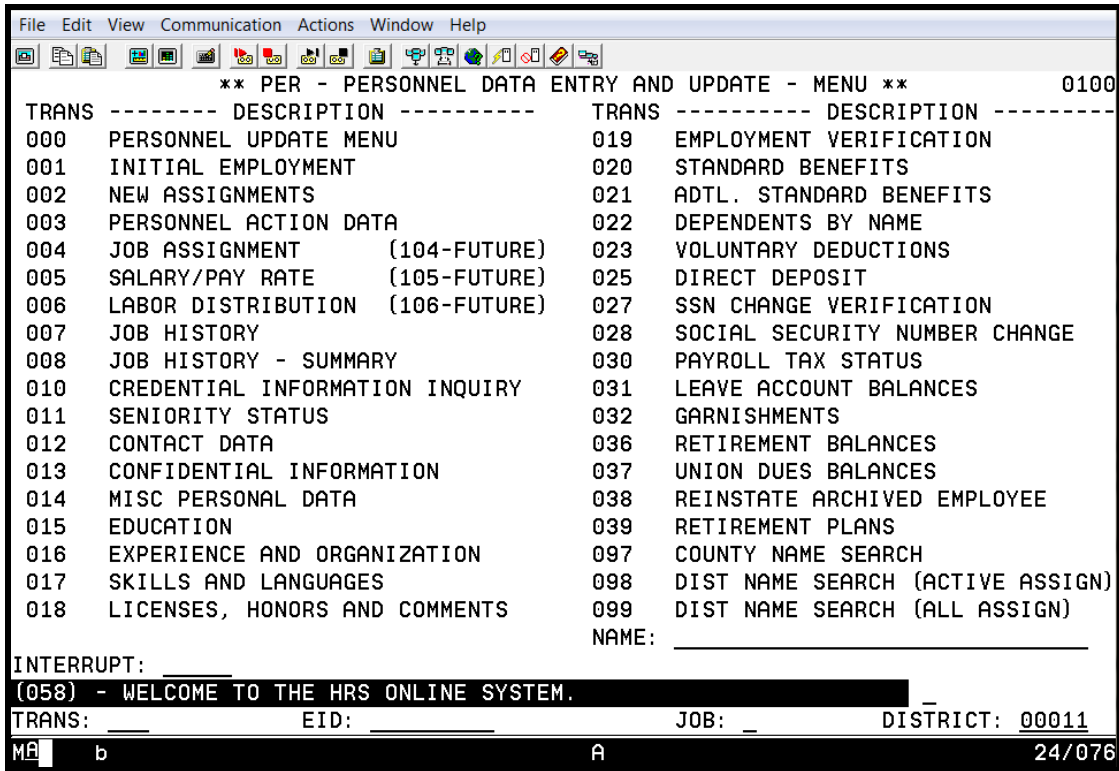 File Edit View Communication Actions Window Help
** PER - PERSONNEL DATA ENTRY AND UPDATE - MENU ** 0100
TRANS -------- DESCRIPTION ---------- TRANS ---------- DESCRIPTION ---------
000 PERSONNEL UPDATE MENU 019 EMPLOYMENT VERIFICATION
001 INITIAL EMPLOYMENT 020 STANDARD BENEFITS
002 NEW ASSIGNMENTS 021 ADTL. STANDARD BENEFITS
003 PERSONNEL ACTION DATA 022 DEPENDENTS BY NAME
004 JOB ASSIGNMENT (104-FUTURE) 023 VOLUNTARY DEDUCTIONS
005 SALARY/PAY RATE (105-FUTURE) 025 DIRECT DEPOSIT
006 LABOR DISTRIBUTION (106-FUTURE) 027 SSN CHANGE VERIFICATION
007 JOB HISTORY 028 SOCIAL SECURITY NUMBER CHANGE
008 JOB HISTORY - SUMMARY 030 PAYROLL TAX STATUS
010 CREDENTIAL INFORMATION INQUIRY 031 LEAVE ACCOUNT BALANCES
011 SENIORITY STATUS 032 GARNISHMENTS
012 CONTACT DATA 036 RETIREMENT BALANCES
013 CONFIDENTIAL INFORMATION 037 UNION DUES BALANCES
014 MISC PERSONAL DATA 038 REINSTATE ARCHIVED EMPLOYEE
015 EDUCATION 039 RETIREMENT PLANS
016 EXPERIENCE AND ORGANIZATION 097 COUNTY NAME SEARCH
017 SKILLS AND LANGUAGES 098 DIST NAME SEARCH (ACTIVE ASSIGN)
018 LICENSES, HONORS AND COMMENTS 099 DIST NAME SEARCH (ALL ASSIGN)
NAME:
INTERRUPT:
(058) - WELCOME TO THE HRS ONLINE SYSTEM.
TRANS: EID: JOB: DISTRICT: 00011
MA b A 24/076